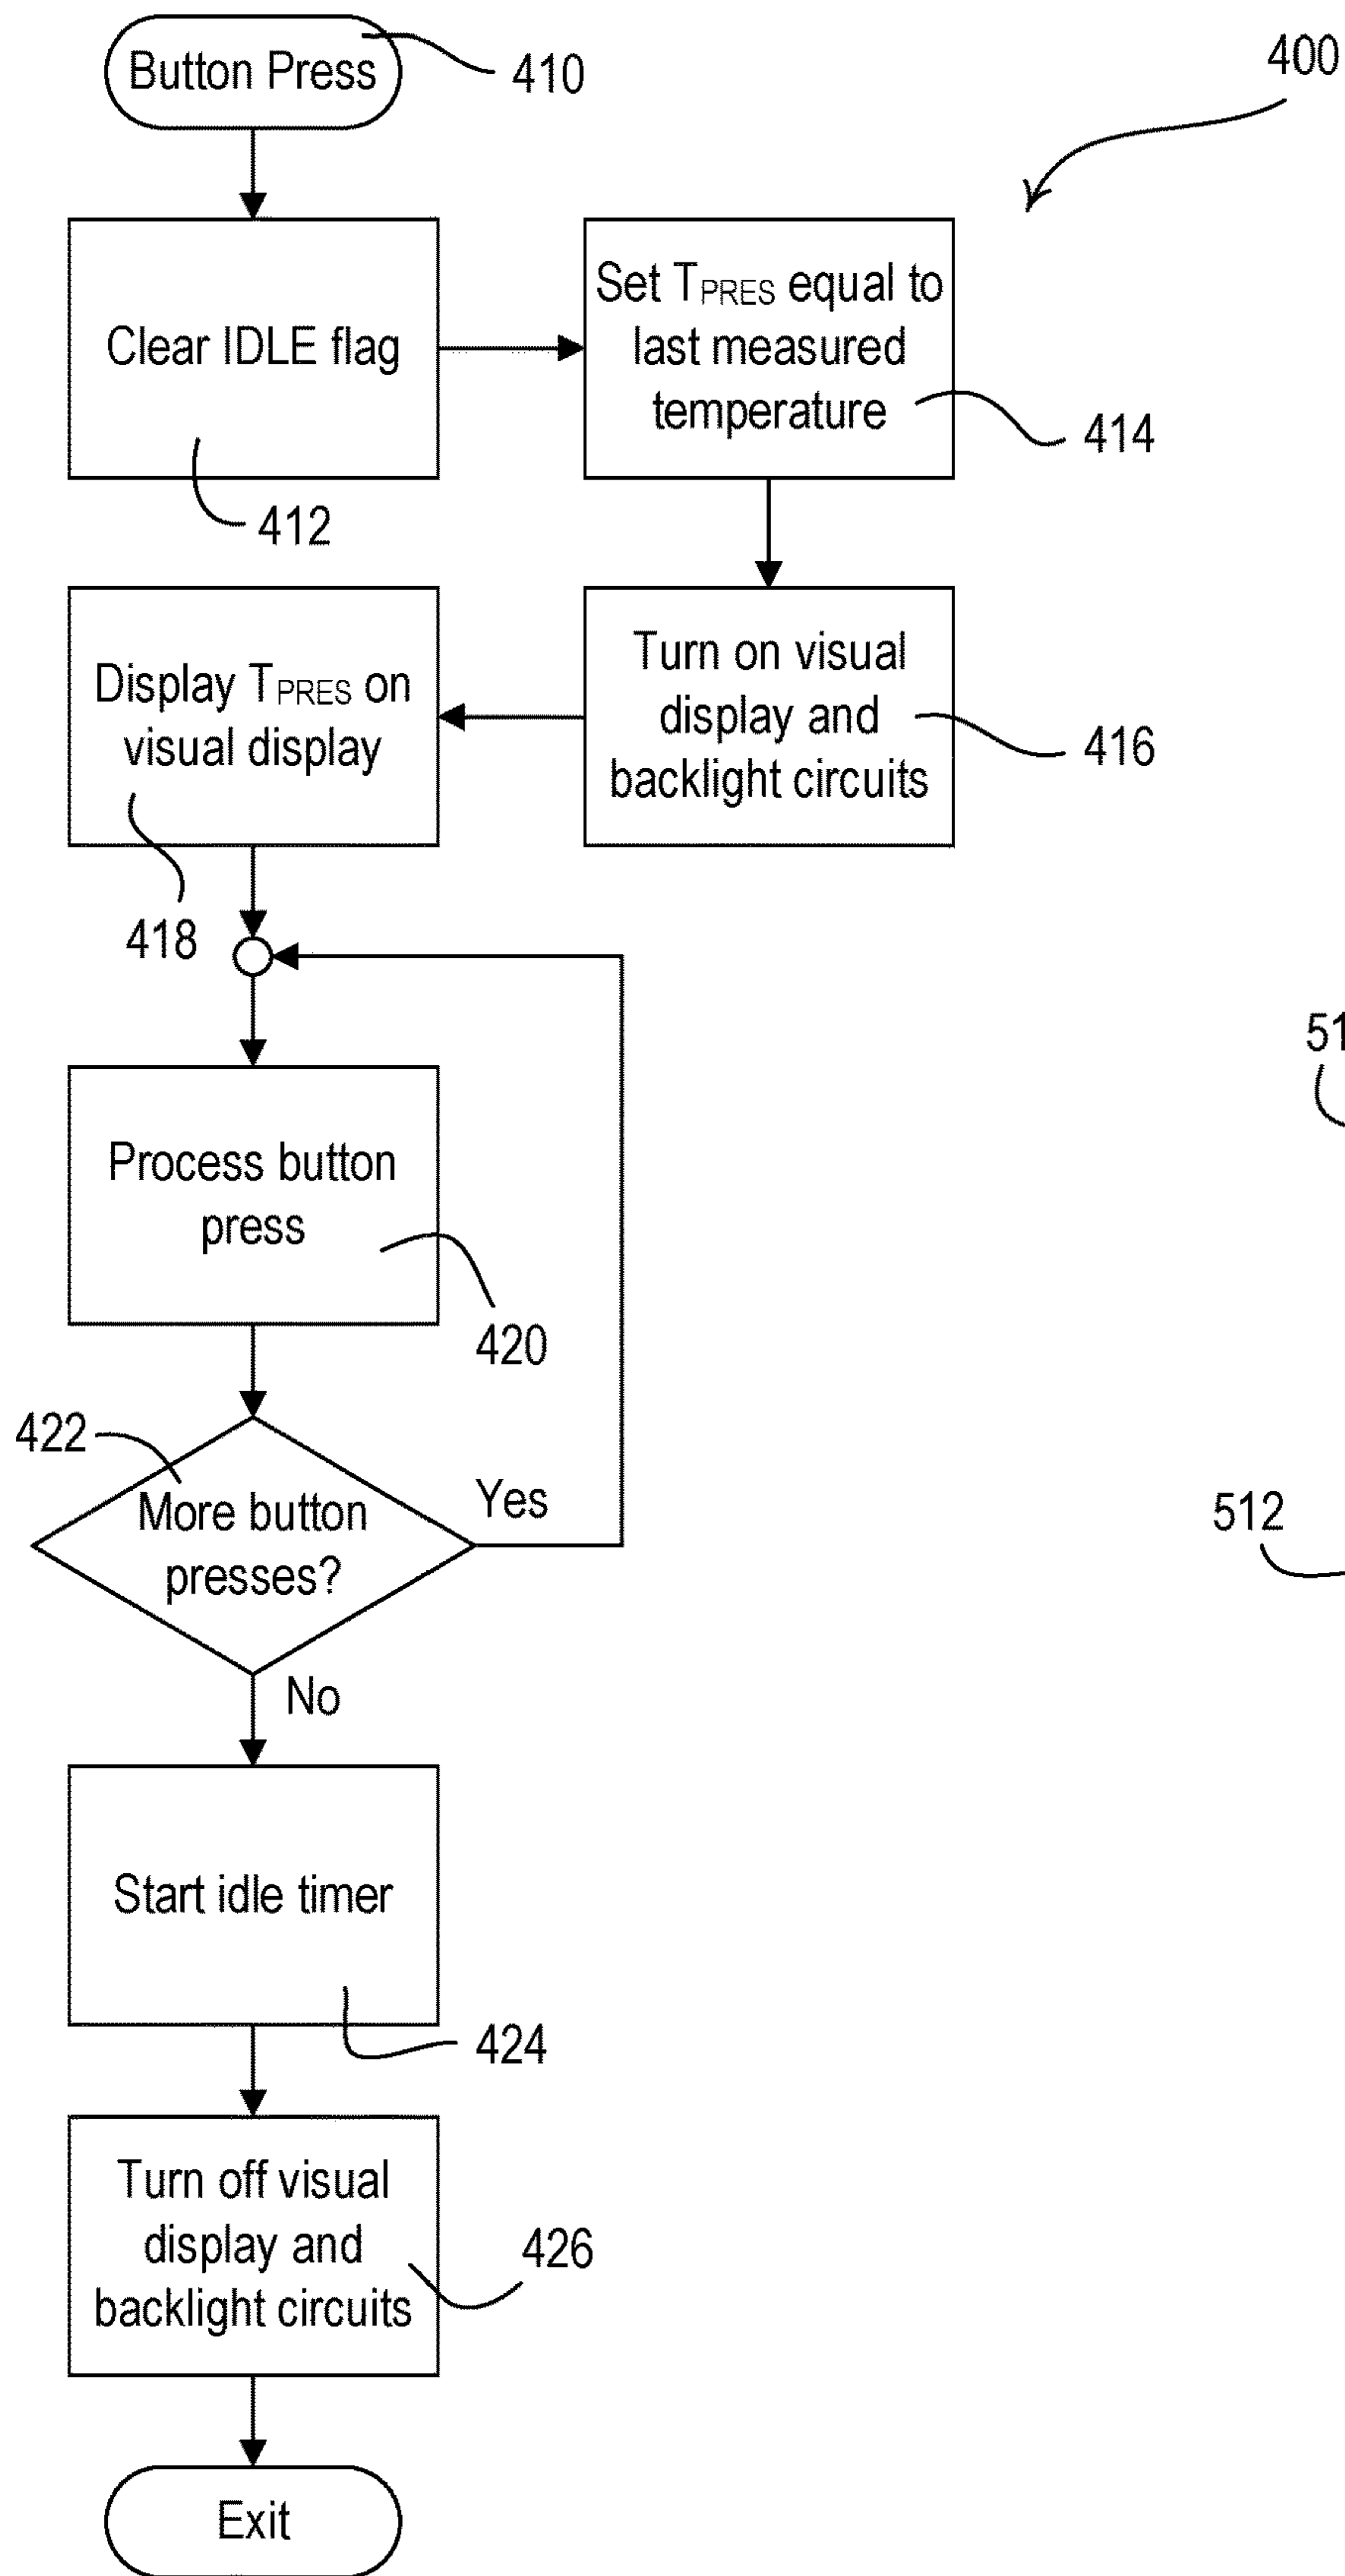 Button Press
410
400
Clear IDLE flag
412
Set TPRES equal to
last measured
temperature
414
Turn on visual
display and
backlight circuits
416
Display TPRES on
visual display
418
51
Process button
press
420
422
More button
presses?
Yes
512
No
Start idle timer
424
Turn off visual
display and
backlight circuits
426
Exit